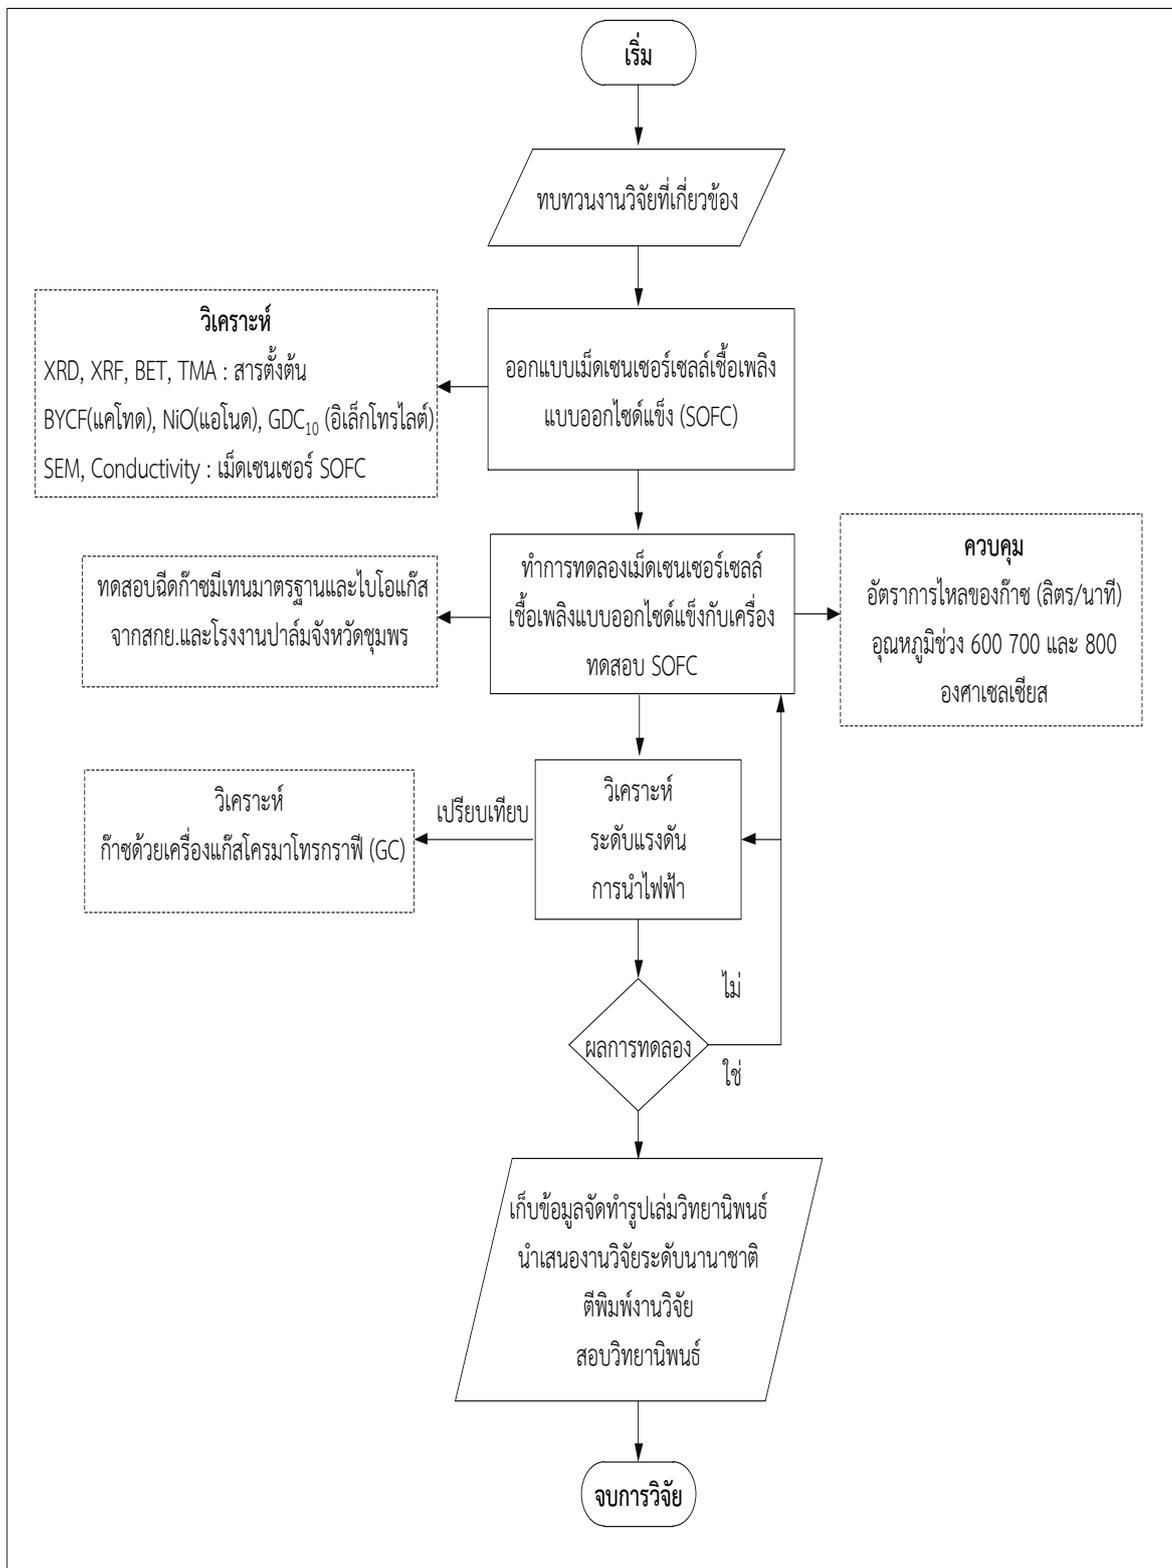 เริ่ม
ทบทวนงานวิจัยที่เกี่ยวข้อง
วิเคราะห์
XRD, XRF, BET, TMA : สารตั้งต้น
BYCF(แคโทด), NiO(แอโนด), GDC₁₀ (อิเล็กโทรไลต์)
SEM, Conductivity : เม็ดเซนเซอร์ SOFC
ออกแบบเม็ดเซนเซอร์เซลล์เชื้อเพลิง
แบบออกไซด์แข็ง (SOFC)
ทดสอบฉีดก๊าซมีเทนมาตรฐานและไบโอแก๊ส
จากสกย.และโรงงานปาล์มจังหวัดชุมพร
ทำการทดลองเม็ดเซนเซอร์เซลล์
เชื้อเพลิงแบบออกไซด์แข็งกับเครื่อง
ทดสอบ SOFC
ควบคุม
อัตราการไหลของก๊าซ (ลิตร/นาที)
อุณหภูมิช่วง 600 700 และ 800
องศาเซลเซียส
วิเคราะห์
ก๊าซด้วยเครื่องแก๊สโครมาโทรกราฟี (GC)
เปรียบเทียบ
วิเคราะห์
ระดับแรงดัน
การนำไฟฟ้า
ไม่
ผลการทดลอง
ใช่
เก็บข้อมูลจัดทำรูปเล่มวิทยานิพนธ์
นำเสนองานวิจัยระดับนานาชาติ
ตีพิมพ์งานวิจัย
สอบวิทยานิพนธ์
จบการวิจัย